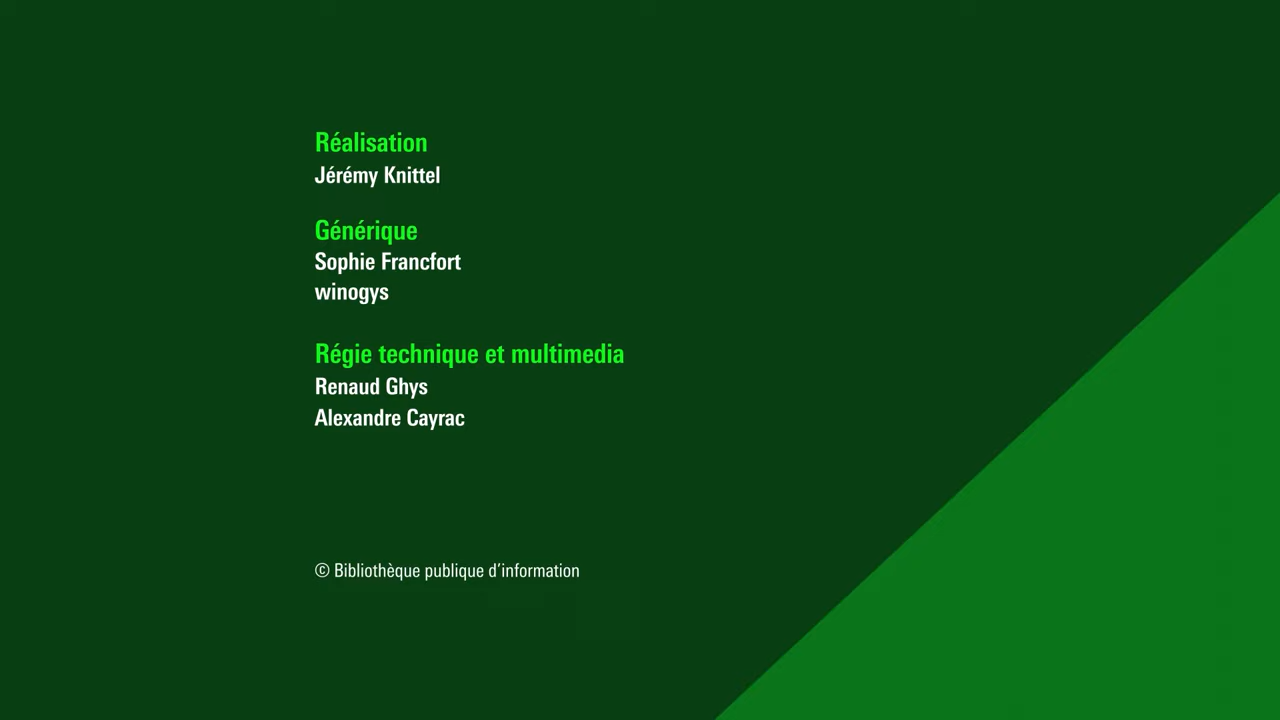 Réalisation
Jérémy Knittel
Générique
Sophie Francfort
winogys
Régie technique et multimedia
Renaud Ghys
Alexandre Cayrac
© Bibliothèque publique d’information